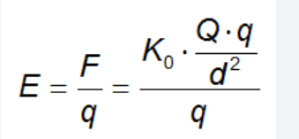 E = F/q = (K₀ · (Q·q)/d²)/q